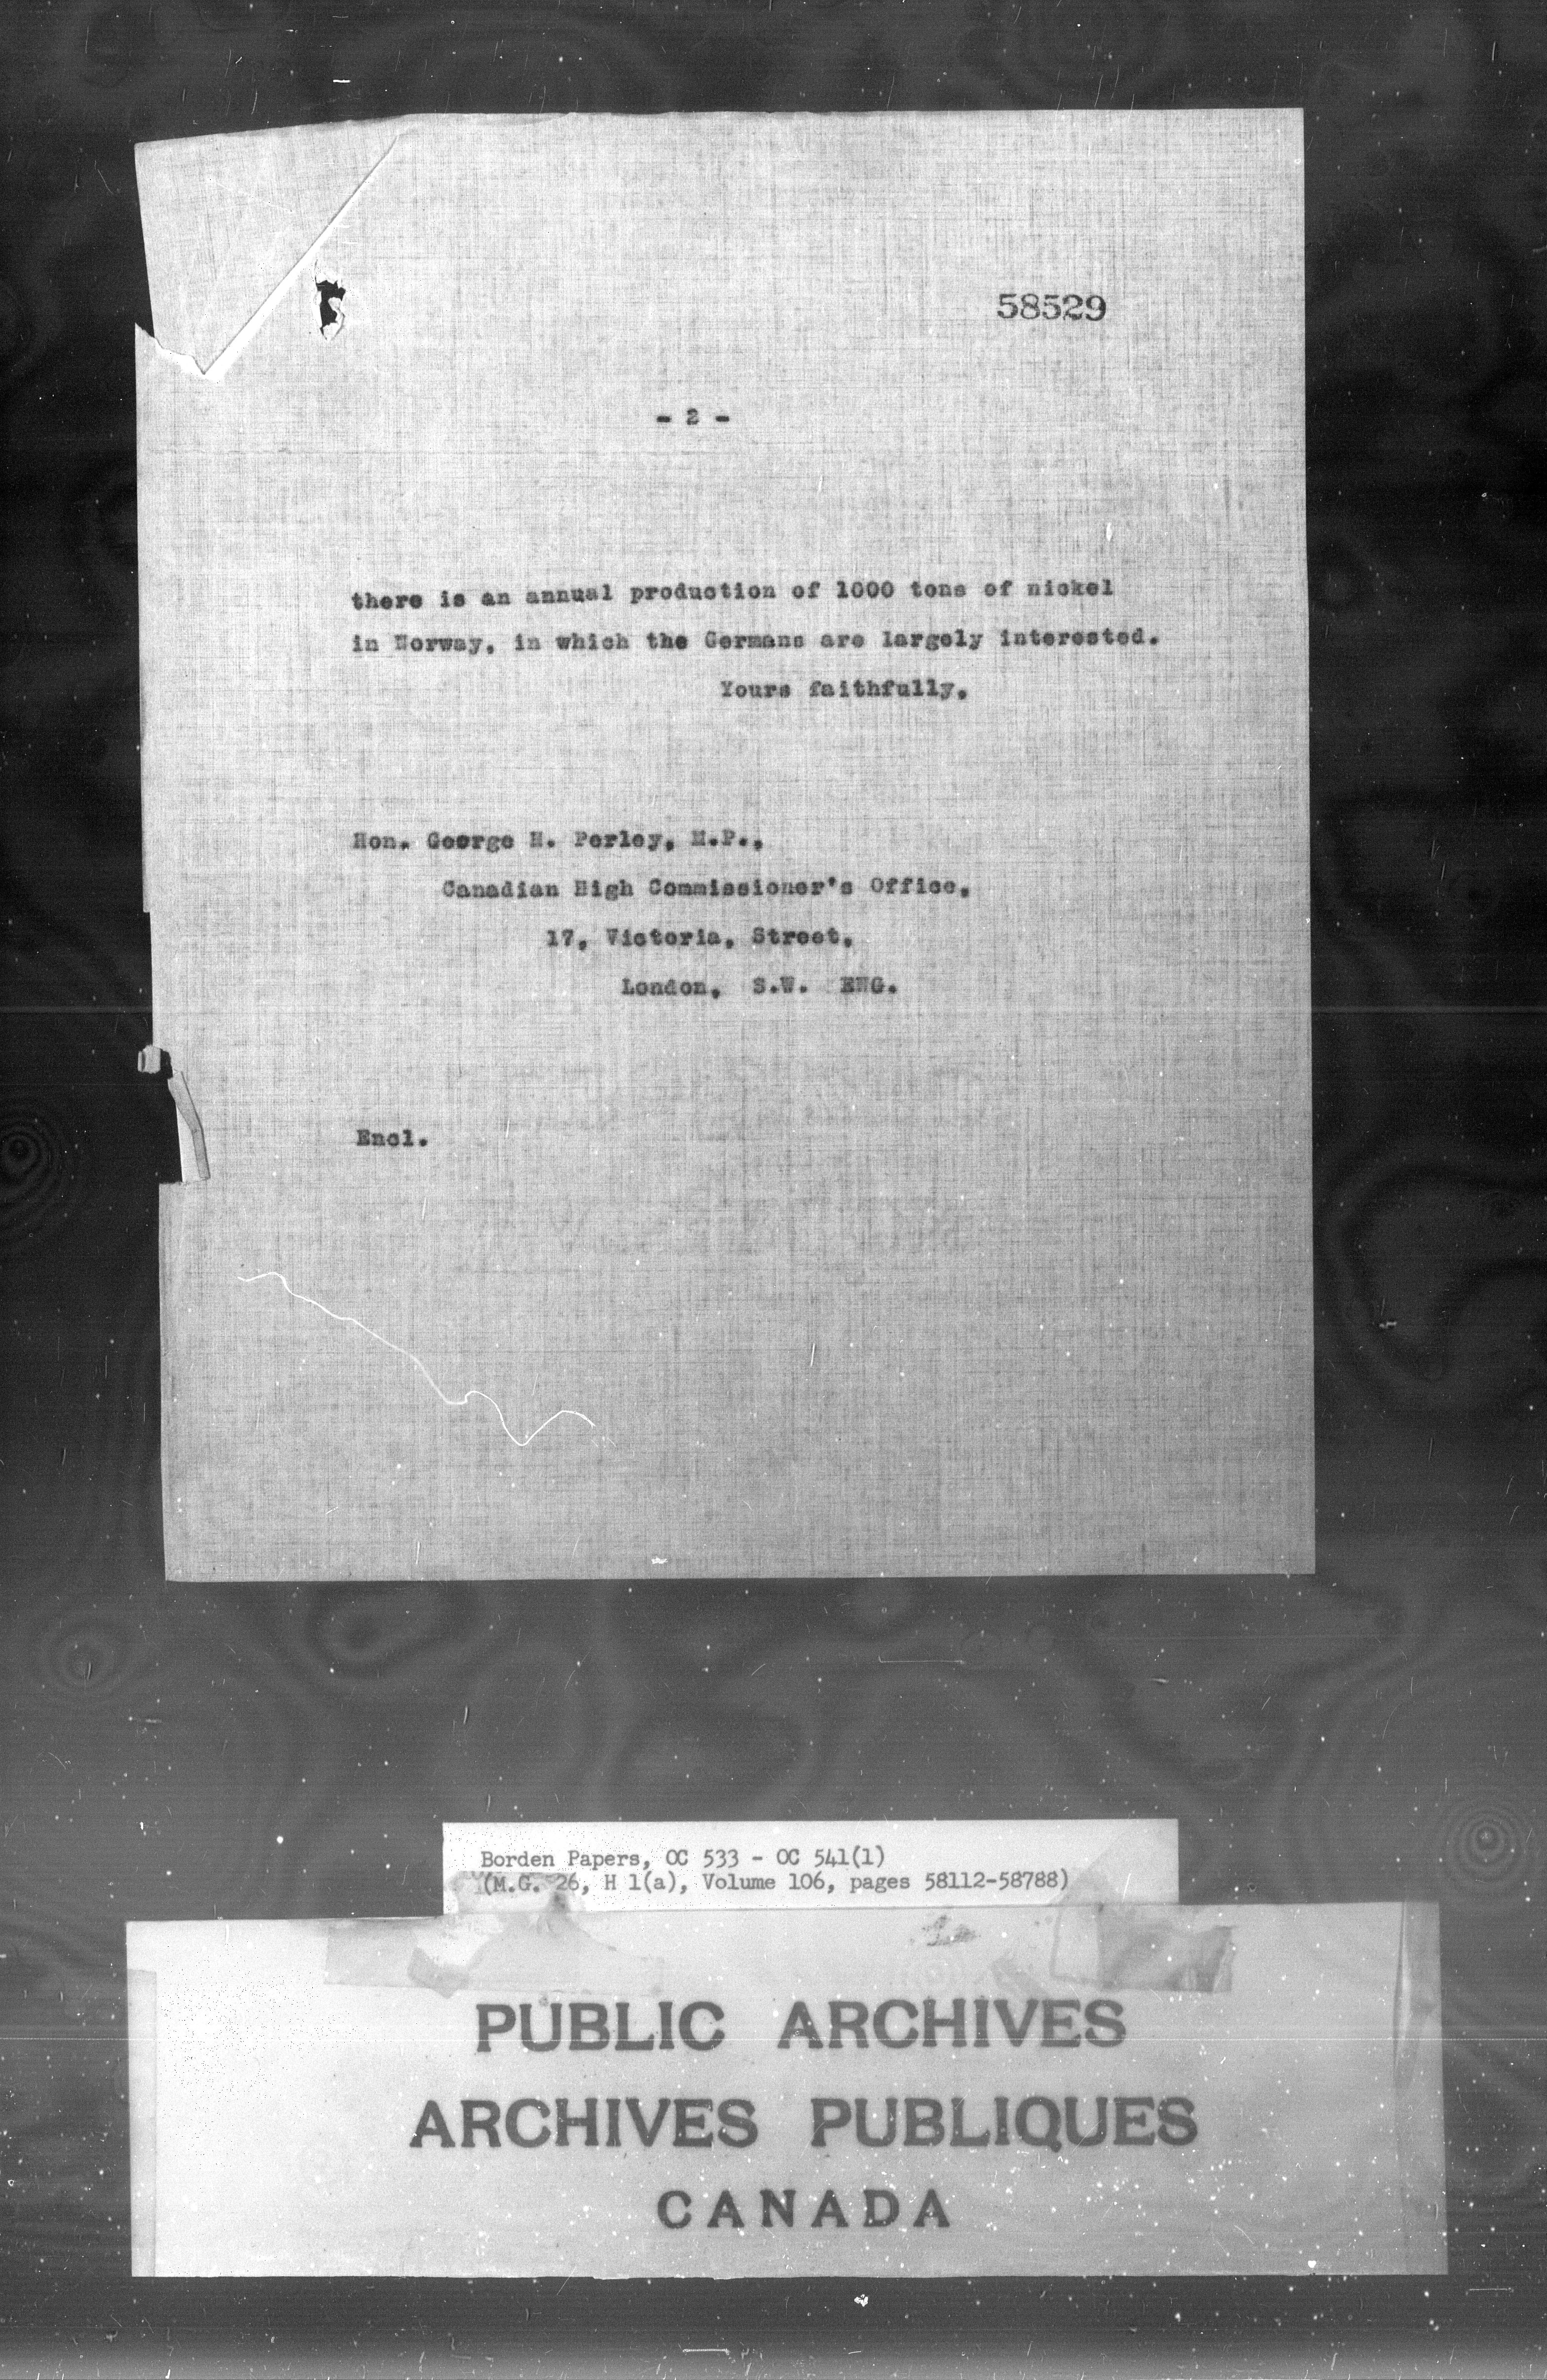 58529
- 2 -
there is an annual production of 1000 tons of nickel
in Norway, in which the Germans are largely interested.
Yours faithfully,
Hon. George H. Perley, M.P.,
Canadian High Commissioner's Office,
17, Victoria, Street,
London, S.W. ENG.
Encl.
Borden Papers, OC 533 - OC 541(1)
(M.G. 26, H 1(a), Volume 106, pages 58112-58788)
PUBLIC ARCHIVES
ARCHIVES PUBLIQUES
CANADA